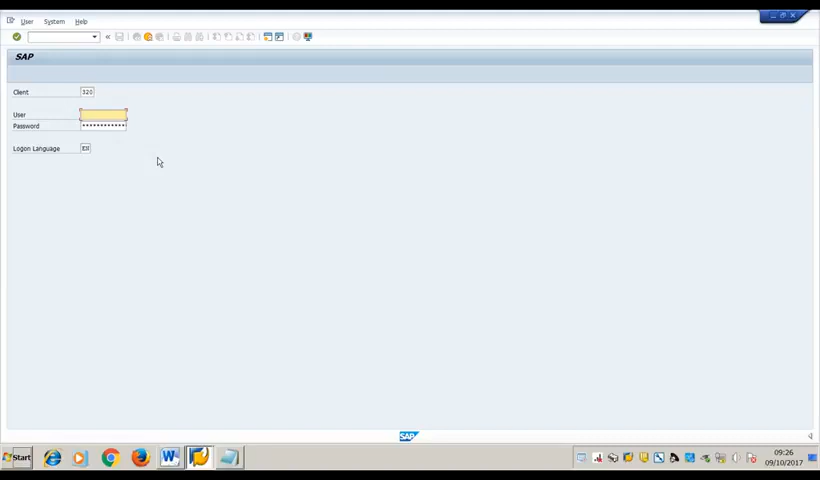 User System Help
SAP
Client 320
User
Password ************
Logon Language EN
SAP
Start
09:26
09/10/2017